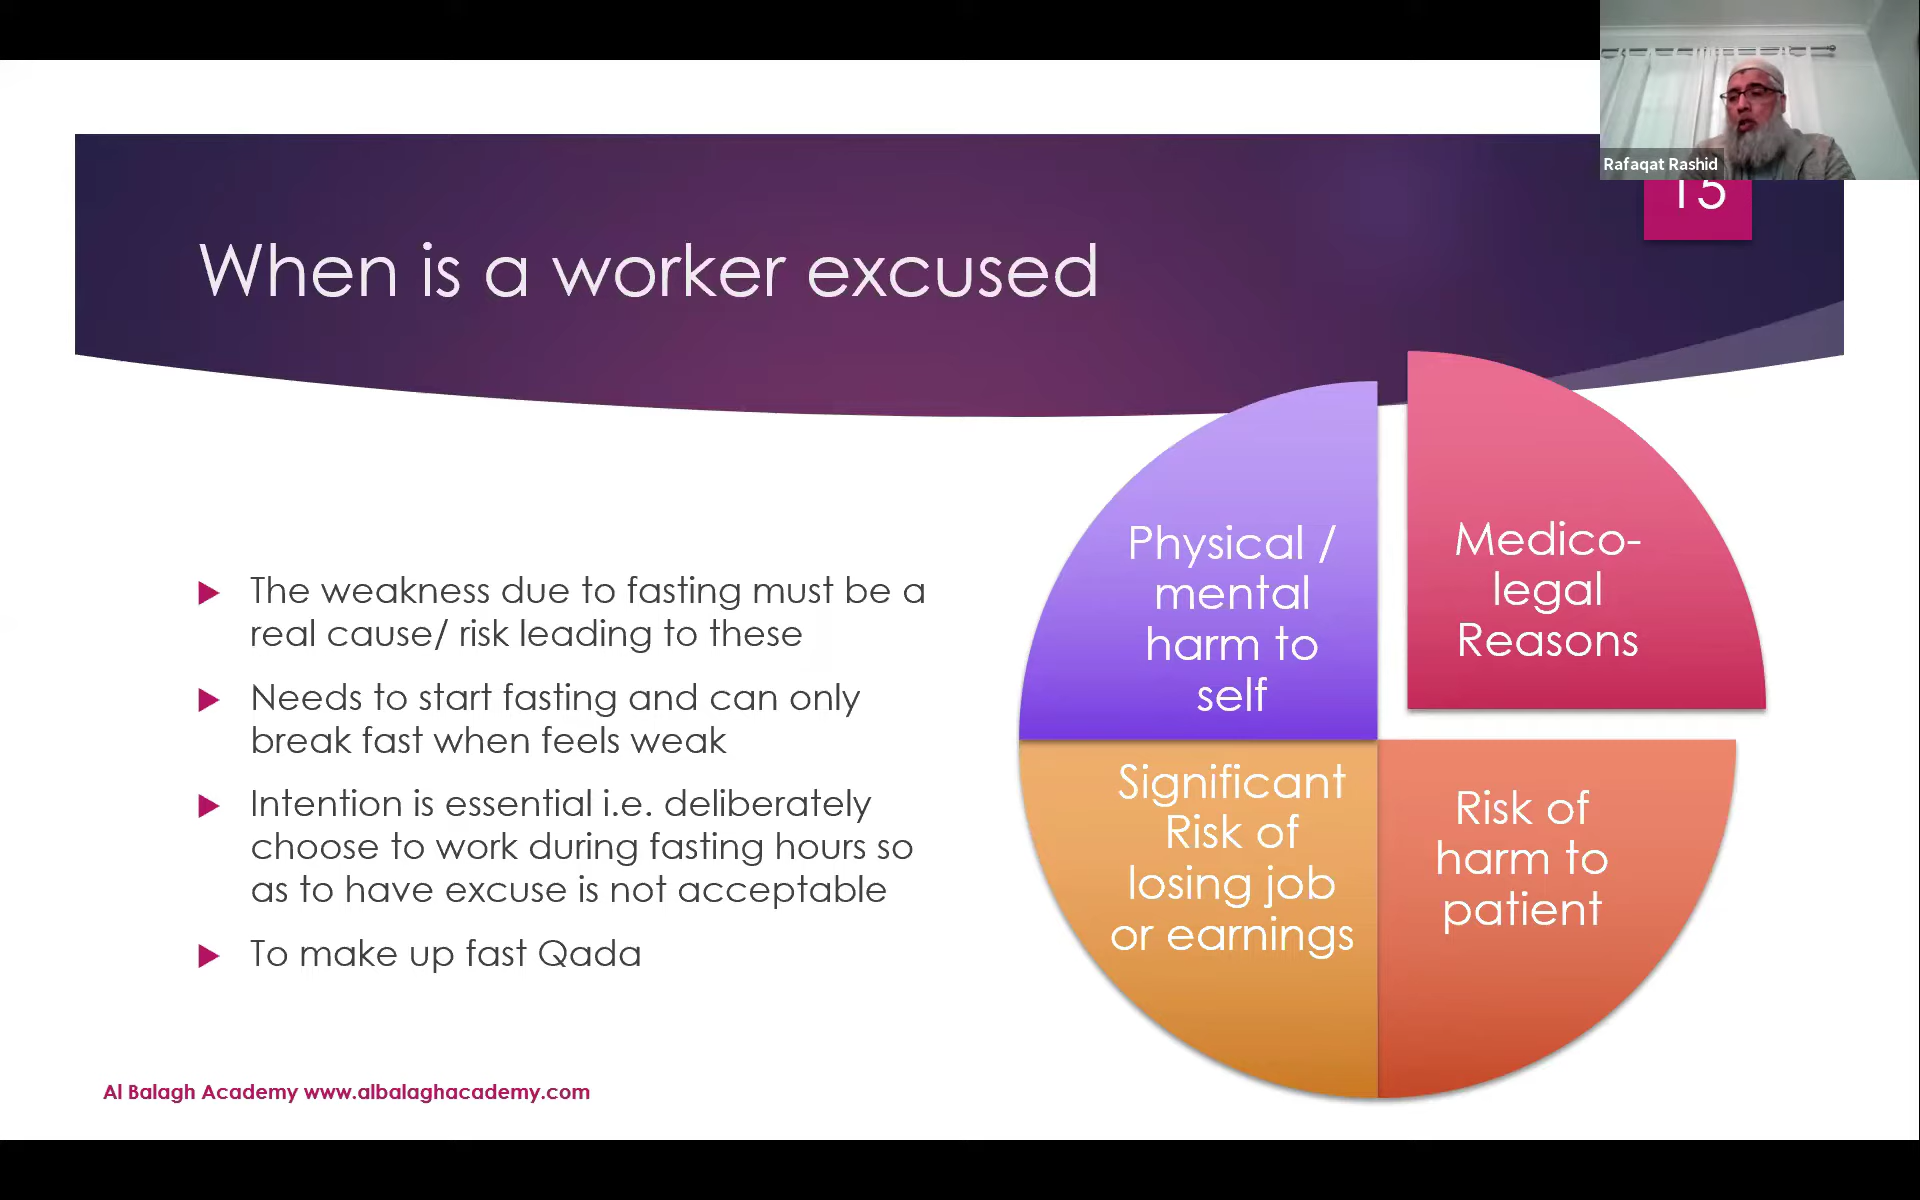 Rafaqat Rashid
15
When is a worker excused
The weakness due to fasting must be a
real cause/ risk leading to these
Needs to start fasting and can only
break fast when feels weak
Intention is essential i.e. deliberately
choose to work during fasting hours so
as to have excuse is not acceptable
To make up fast Qada
Physical /
mental
harm to
self
Medico-
legal
Reasons
Significant
Risk of
losing job
or earnings
Risk of
harm to
patient
Al Balagh Academy www.albalaghacademy.com